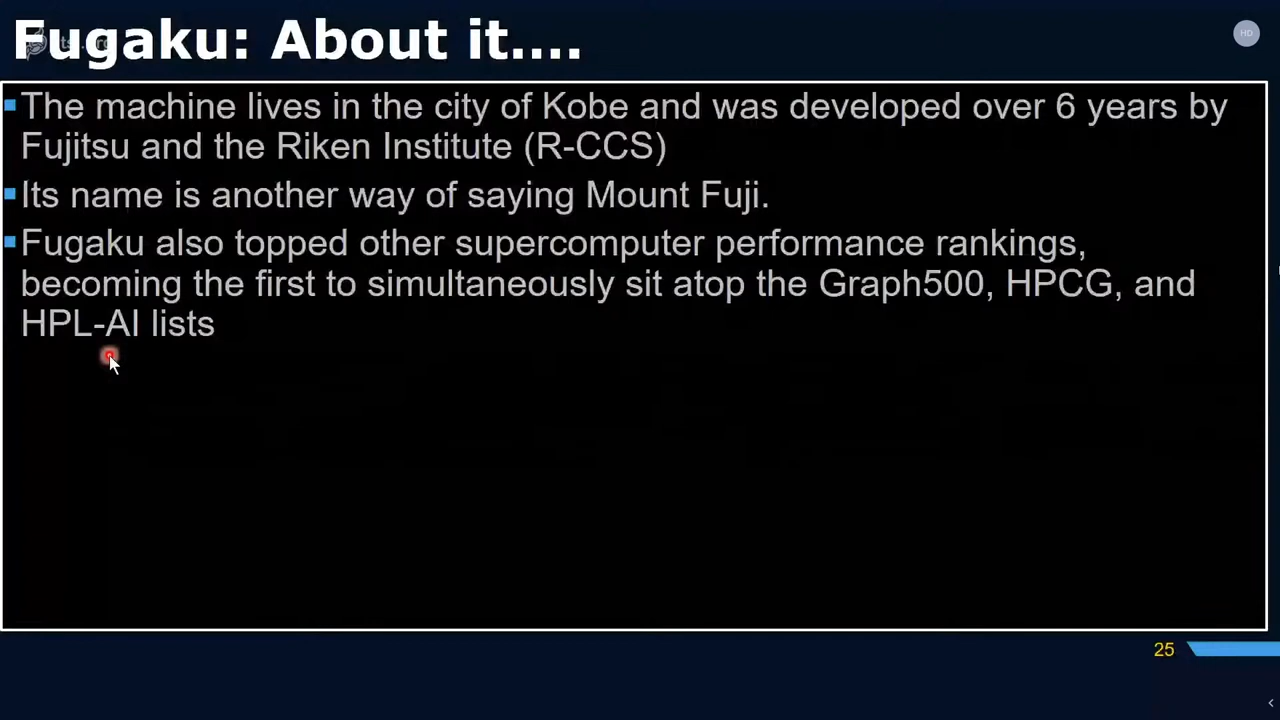 Fugaku: About it....
HD
The machine lives in the city of Kobe and was developed over 6 years by
Fujitsu and the Riken Institute (R-CCS)
Its name is another way of saying Mount Fuji.
Fugaku also topped other supercomputer performance rankings,
becoming the first to simultaneously sit atop the Graph500, HPCG, and
HPL-AI lists
25